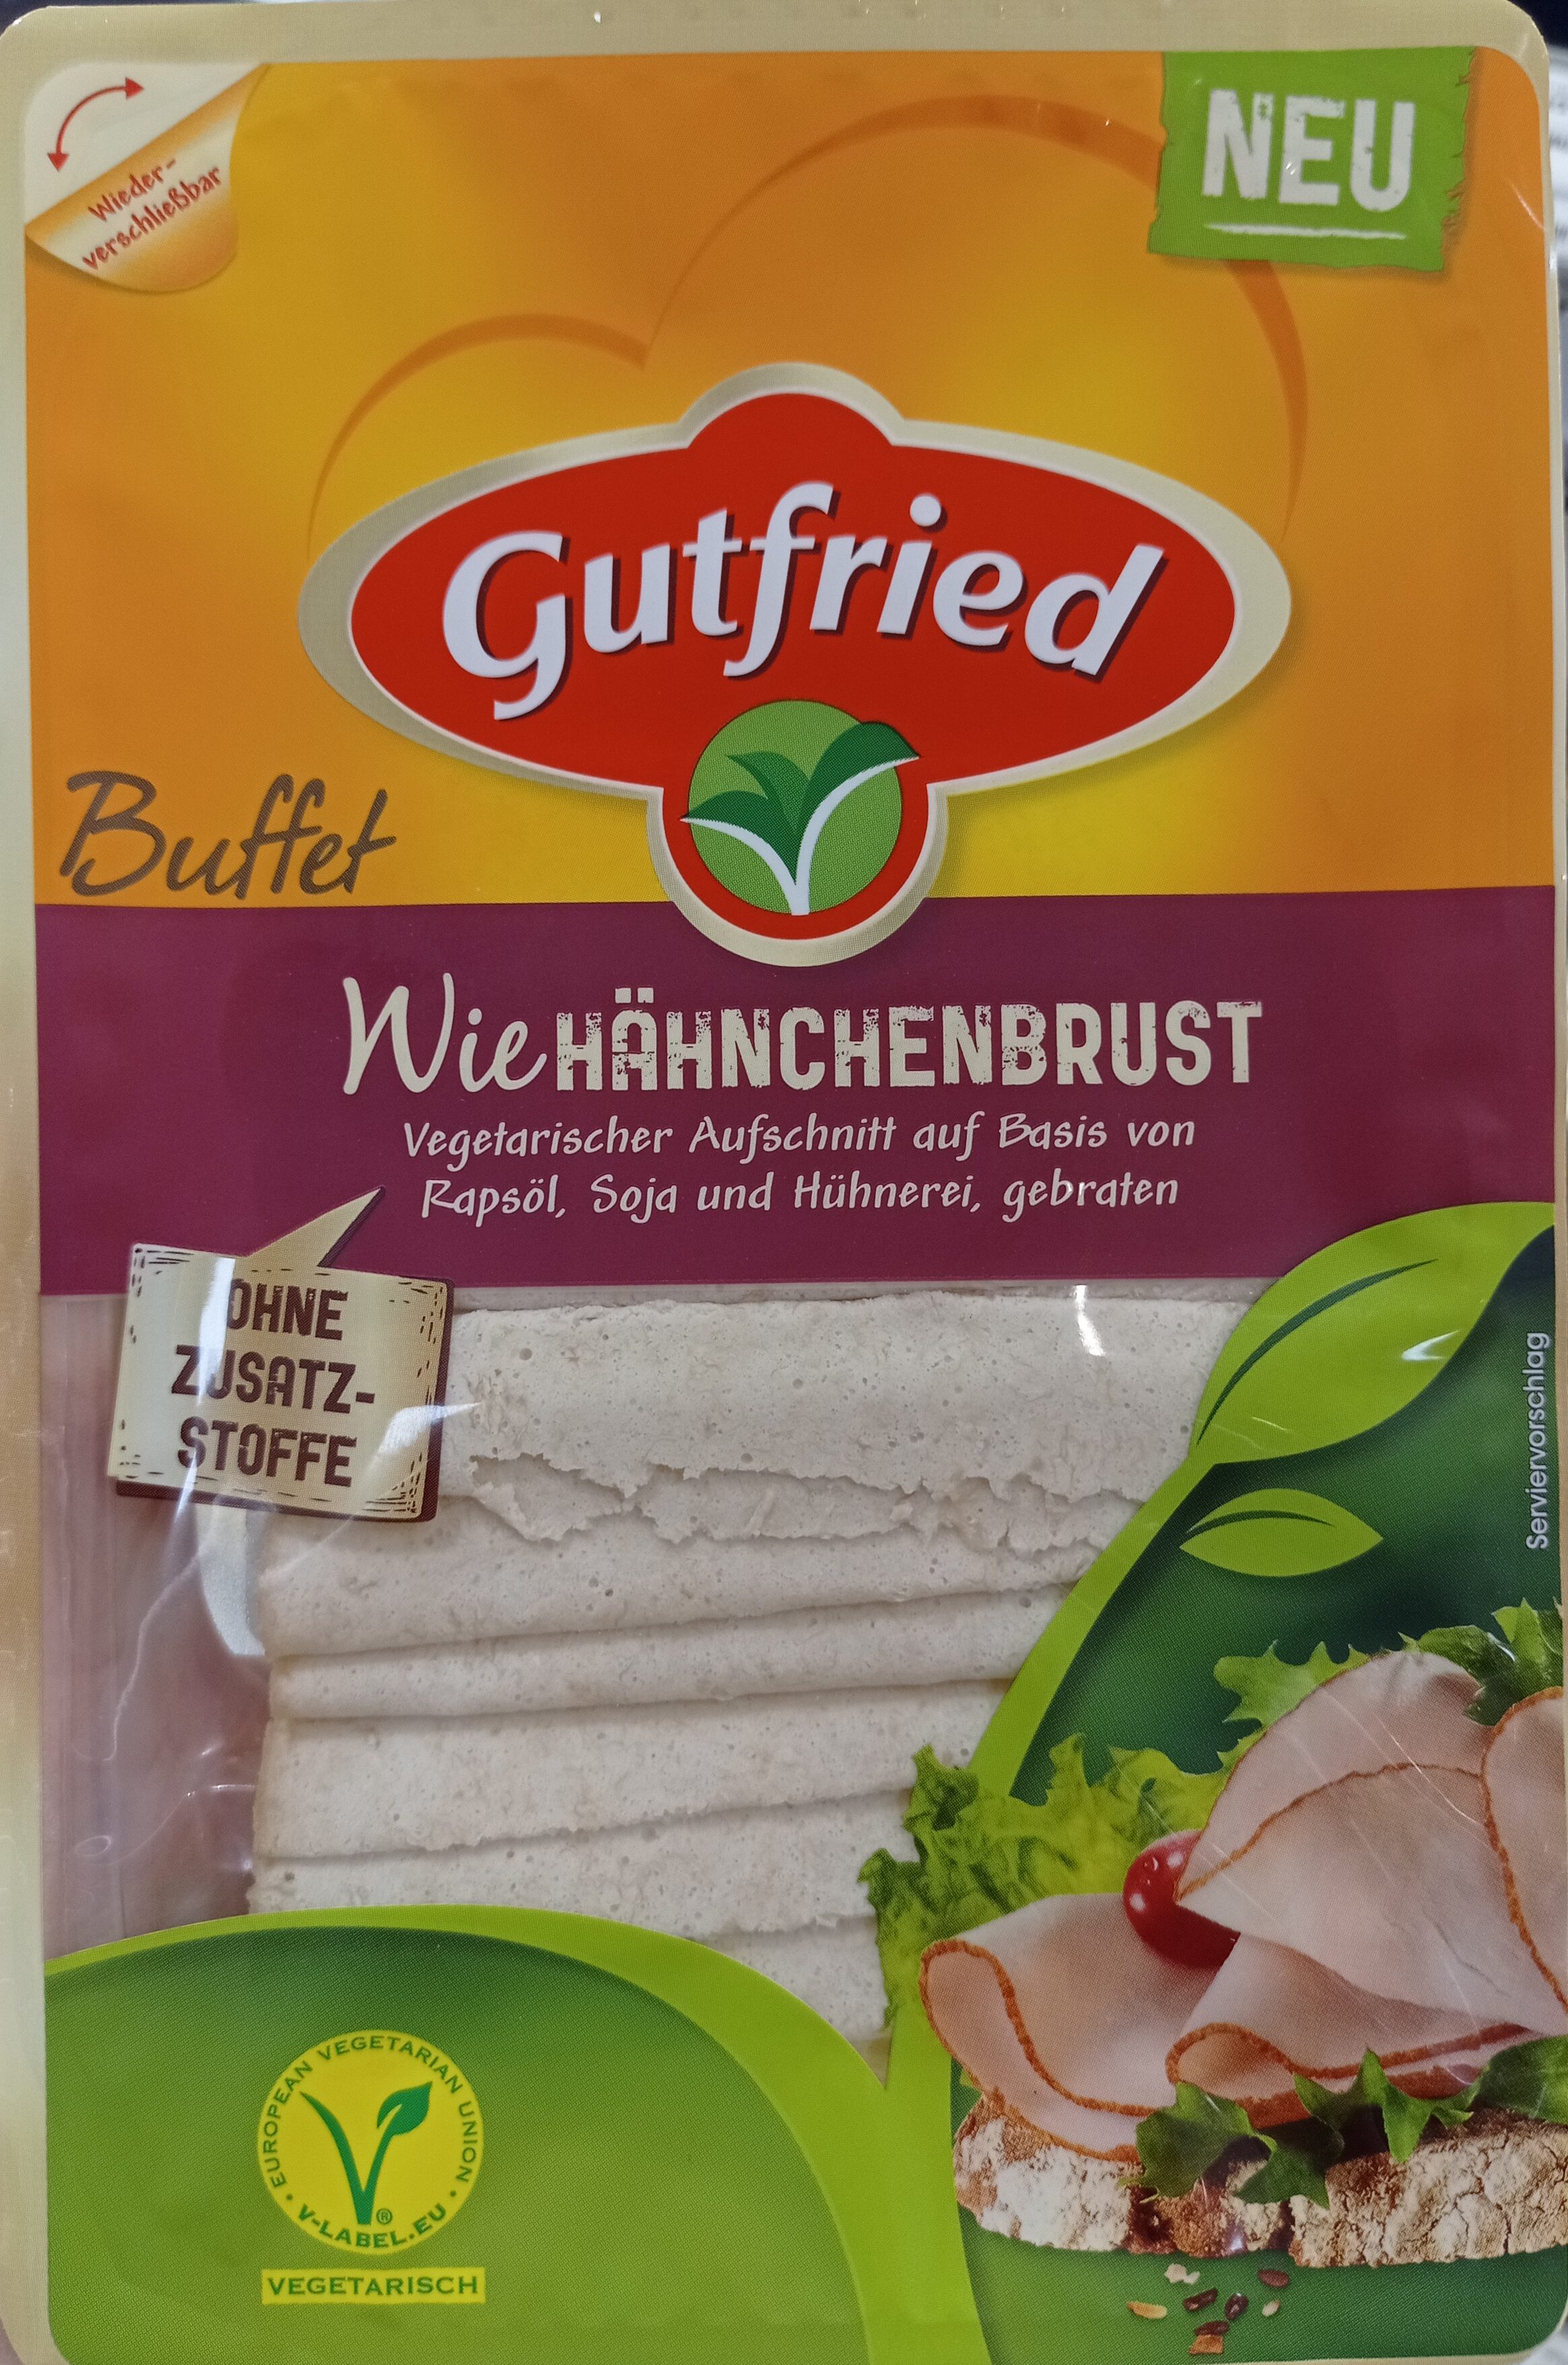 Wieder-
verschließbar
NEU
Gutfried
Buffet
Wie HÄHNCHENBRUST
Vegetarischer Aufschnitt auf Basis von
Rapsöl, Soja und Hühnerei, gebraten
OHNE
ZUSATZ-
STOFFE
Serviervorschlag
EUROPEAN VEGETARIAN UNION
V-LABEL.EU
®
VEGETARISCH